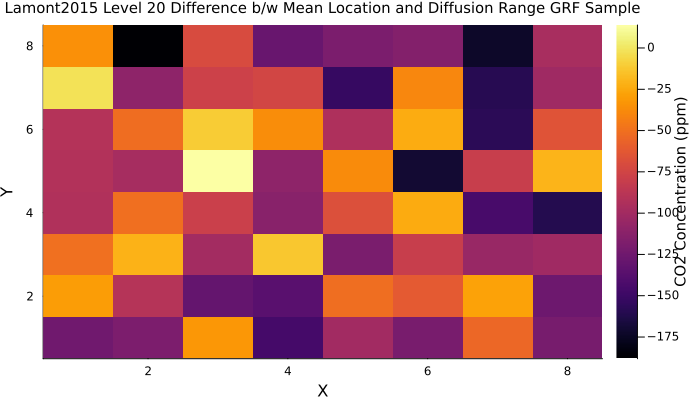 Lamont2015 Level 20 Difference b/w Mean Location and Diffusion Range GRF Sample
8
6
4
2
Y
2 4 6 8
X
0
−25
−50
−75
−100
−125
−150
−175
CO2 Concentration (ppm)